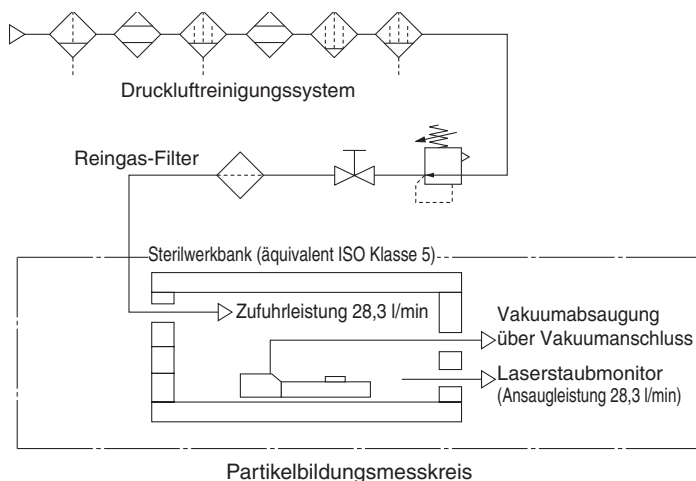 Druckluftreinigungssystem
Reingas-Filter
Sterilwerkbank (äquivalent ISO Klasse 5)
Zufuhrleistung 28,3 l/min
Vakuumabsaugung
über Vakuumanschluss
Laserstaubmonitor
(Ansaugleistung 28,3 l/min)
Partikelbildungsmesskreis